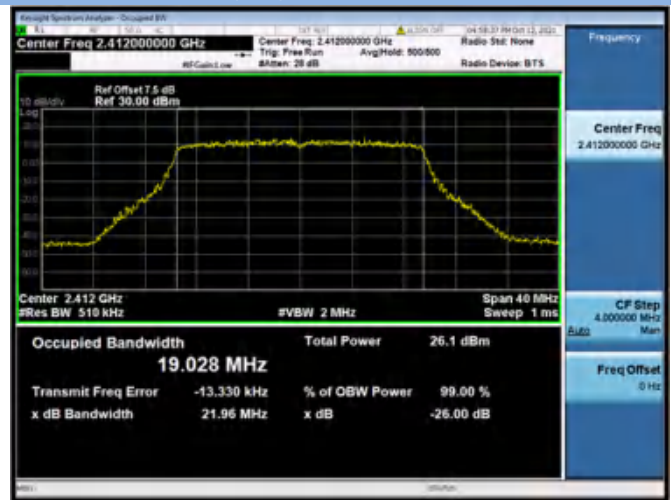 Keysight Spectrum Analyzer - Occupied BW
Center Freq 2.412000000 GHz
Center Freq: 2.412000000 GHz
Trig: Free Run
Avg|Hold: 500/500
#IFGain:Low
#Atten: 28 dB
Radio Std: None
Radio Device: BTS
Frequency
Ref Offset 7.5 dB
10 dB/div
Ref 30.00 dBm
Log
Center Freq
2.412000000 GHz
Center 2.412 GHz
Span 40 MHz
#Res BW 510 kHz
#VBW 2 MHz
Sweep 1 ms
CF Step
4.000000 MHz
Auto
Man
Occupied Bandwidth
Total Power
26.1 dBm
19.028 MHz
Freq Offset
0 Hz
Transmit Freq Error
-13.330 kHz
% of OBW Power
99.00 %
x dB Bandwidth
21.96 MHz
x dB
-26.00 dB